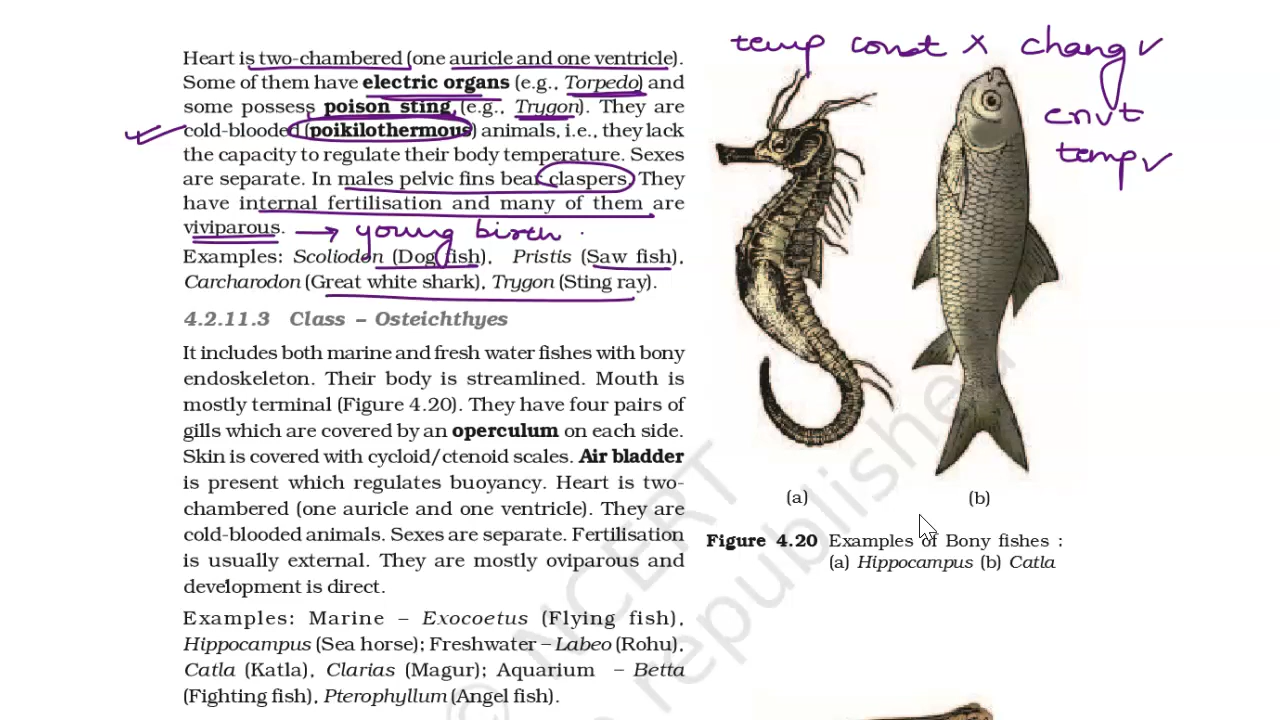 temp const × chang ✓
envt
temp ✓
Heart is two-chambered (one auricle and one ventricle).
Some of them have electric organs (e.g., Torpedo) and
some possess poison sting (e.g., Trygon). They are
cold-blooded (poikilothermous) animals, i.e., they lack
the capacity to regulate their body temperature. Sexes
are separate. In males pelvic fins bear claspers. They
have internal fertilisation and many of them are
viviparous. → young birth .
Examples: Scoliodon (Dog fish), Pristis (Saw fish),
Carcharodon (Great white shark), Trygon (Sting ray).
4.2.11.3 Class – Osteichthyes
It includes both marine and fresh water fishes with bony
endoskeleton. Their body is streamlined. Mouth is
mostly terminal (Figure 4.20). They have four pairs of
gills which are covered by an operculum on each side.
Skin is covered with cycloid/ctenoid scales. Air bladder
is present which regulates buoyancy. Heart is two-
chambered (one auricle and one ventricle). They are
cold-blooded animals. Sexes are separate. Fertilisation
is usually external. They are mostly oviparous and
development is direct.
Examples: Marine – Exocoetus (Flying fish),
Hippocampus (Sea horse); Freshwater – Labeo (Rohu),
Catla (Katla), Clarias (Magur); Aquarium – Betta
(Fighting fish), Pterophyllum (Angel fish).
(a) (b)
Figure 4.20 Examples of Bony fishes :
(a) Hippocampus (b) Catla
© NCERT
republished